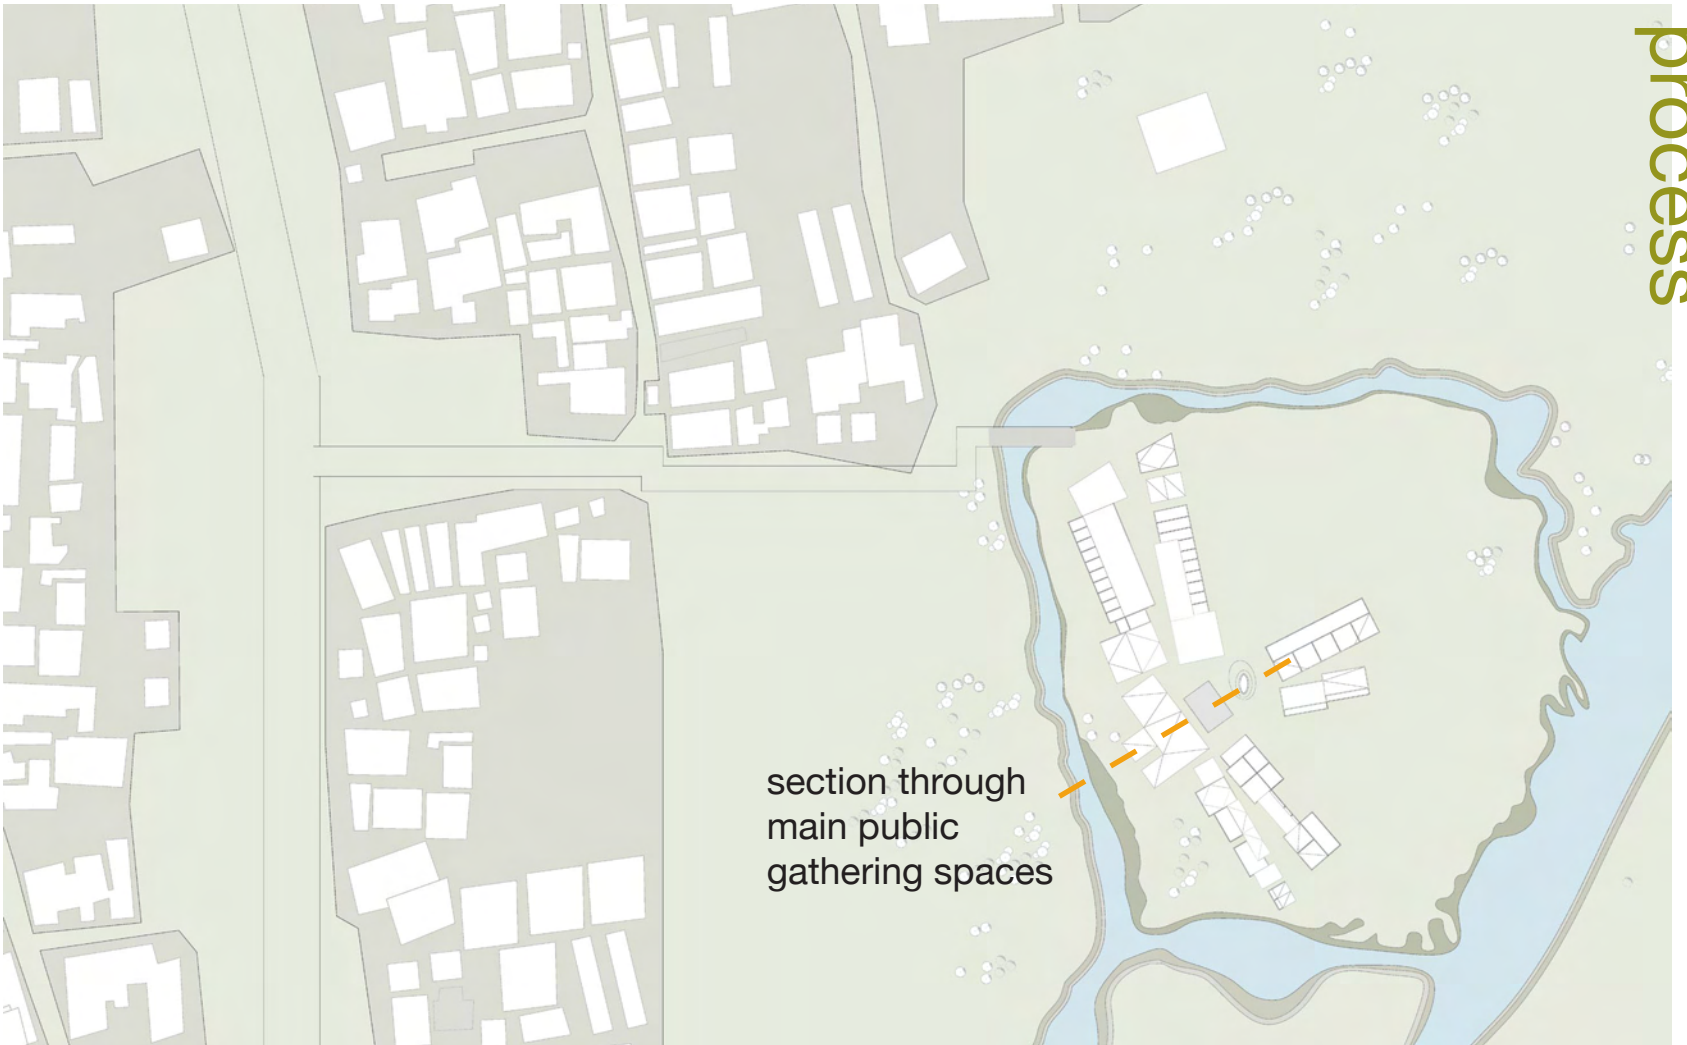 process
section through
main public
gathering spaces